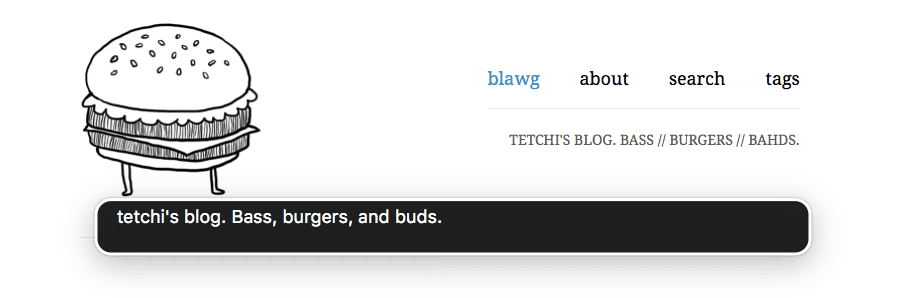 blawg about search tags
TETCHI'S BLOG. BASS // BURGERS // BAHDS.
tetchi's blog. Bass, burgers, and buds.